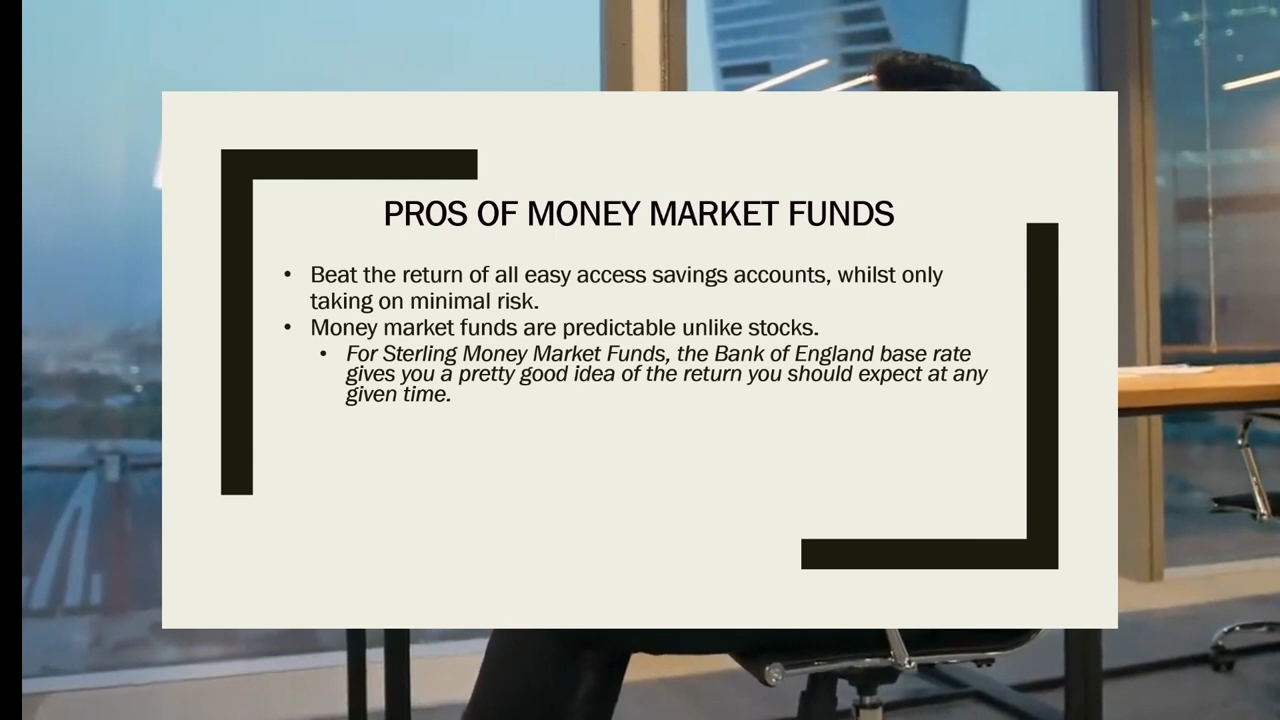 PROS OF MONEY MARKET FUNDS
• Beat the return of all easy access savings accounts, whilst only
taking on minimal risk.
• Money market funds are predictable unlike stocks.
• For Sterling Money Market Funds, the Bank of England base rate
gives you a pretty good idea of the return you should expect at any
given time.